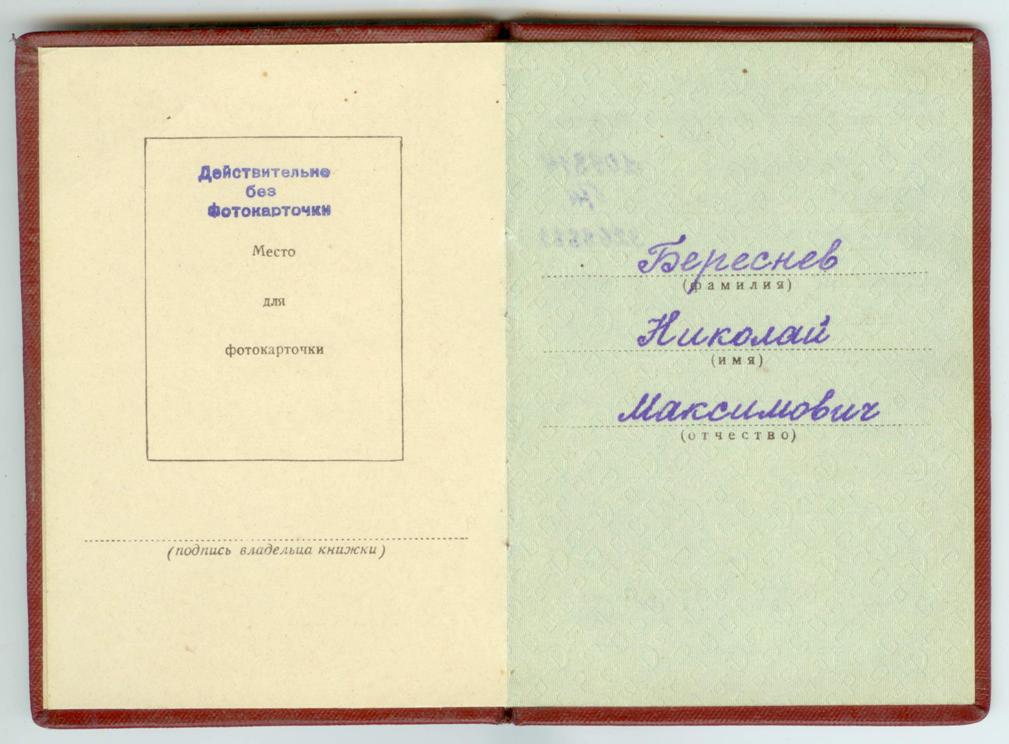 Действительно
без
Фотокарточки
Место
для
фотокарточки
(подпись владельца книжки)
Береснев
(фамилия)
Николай
(имя)
Максимович
(отчество)